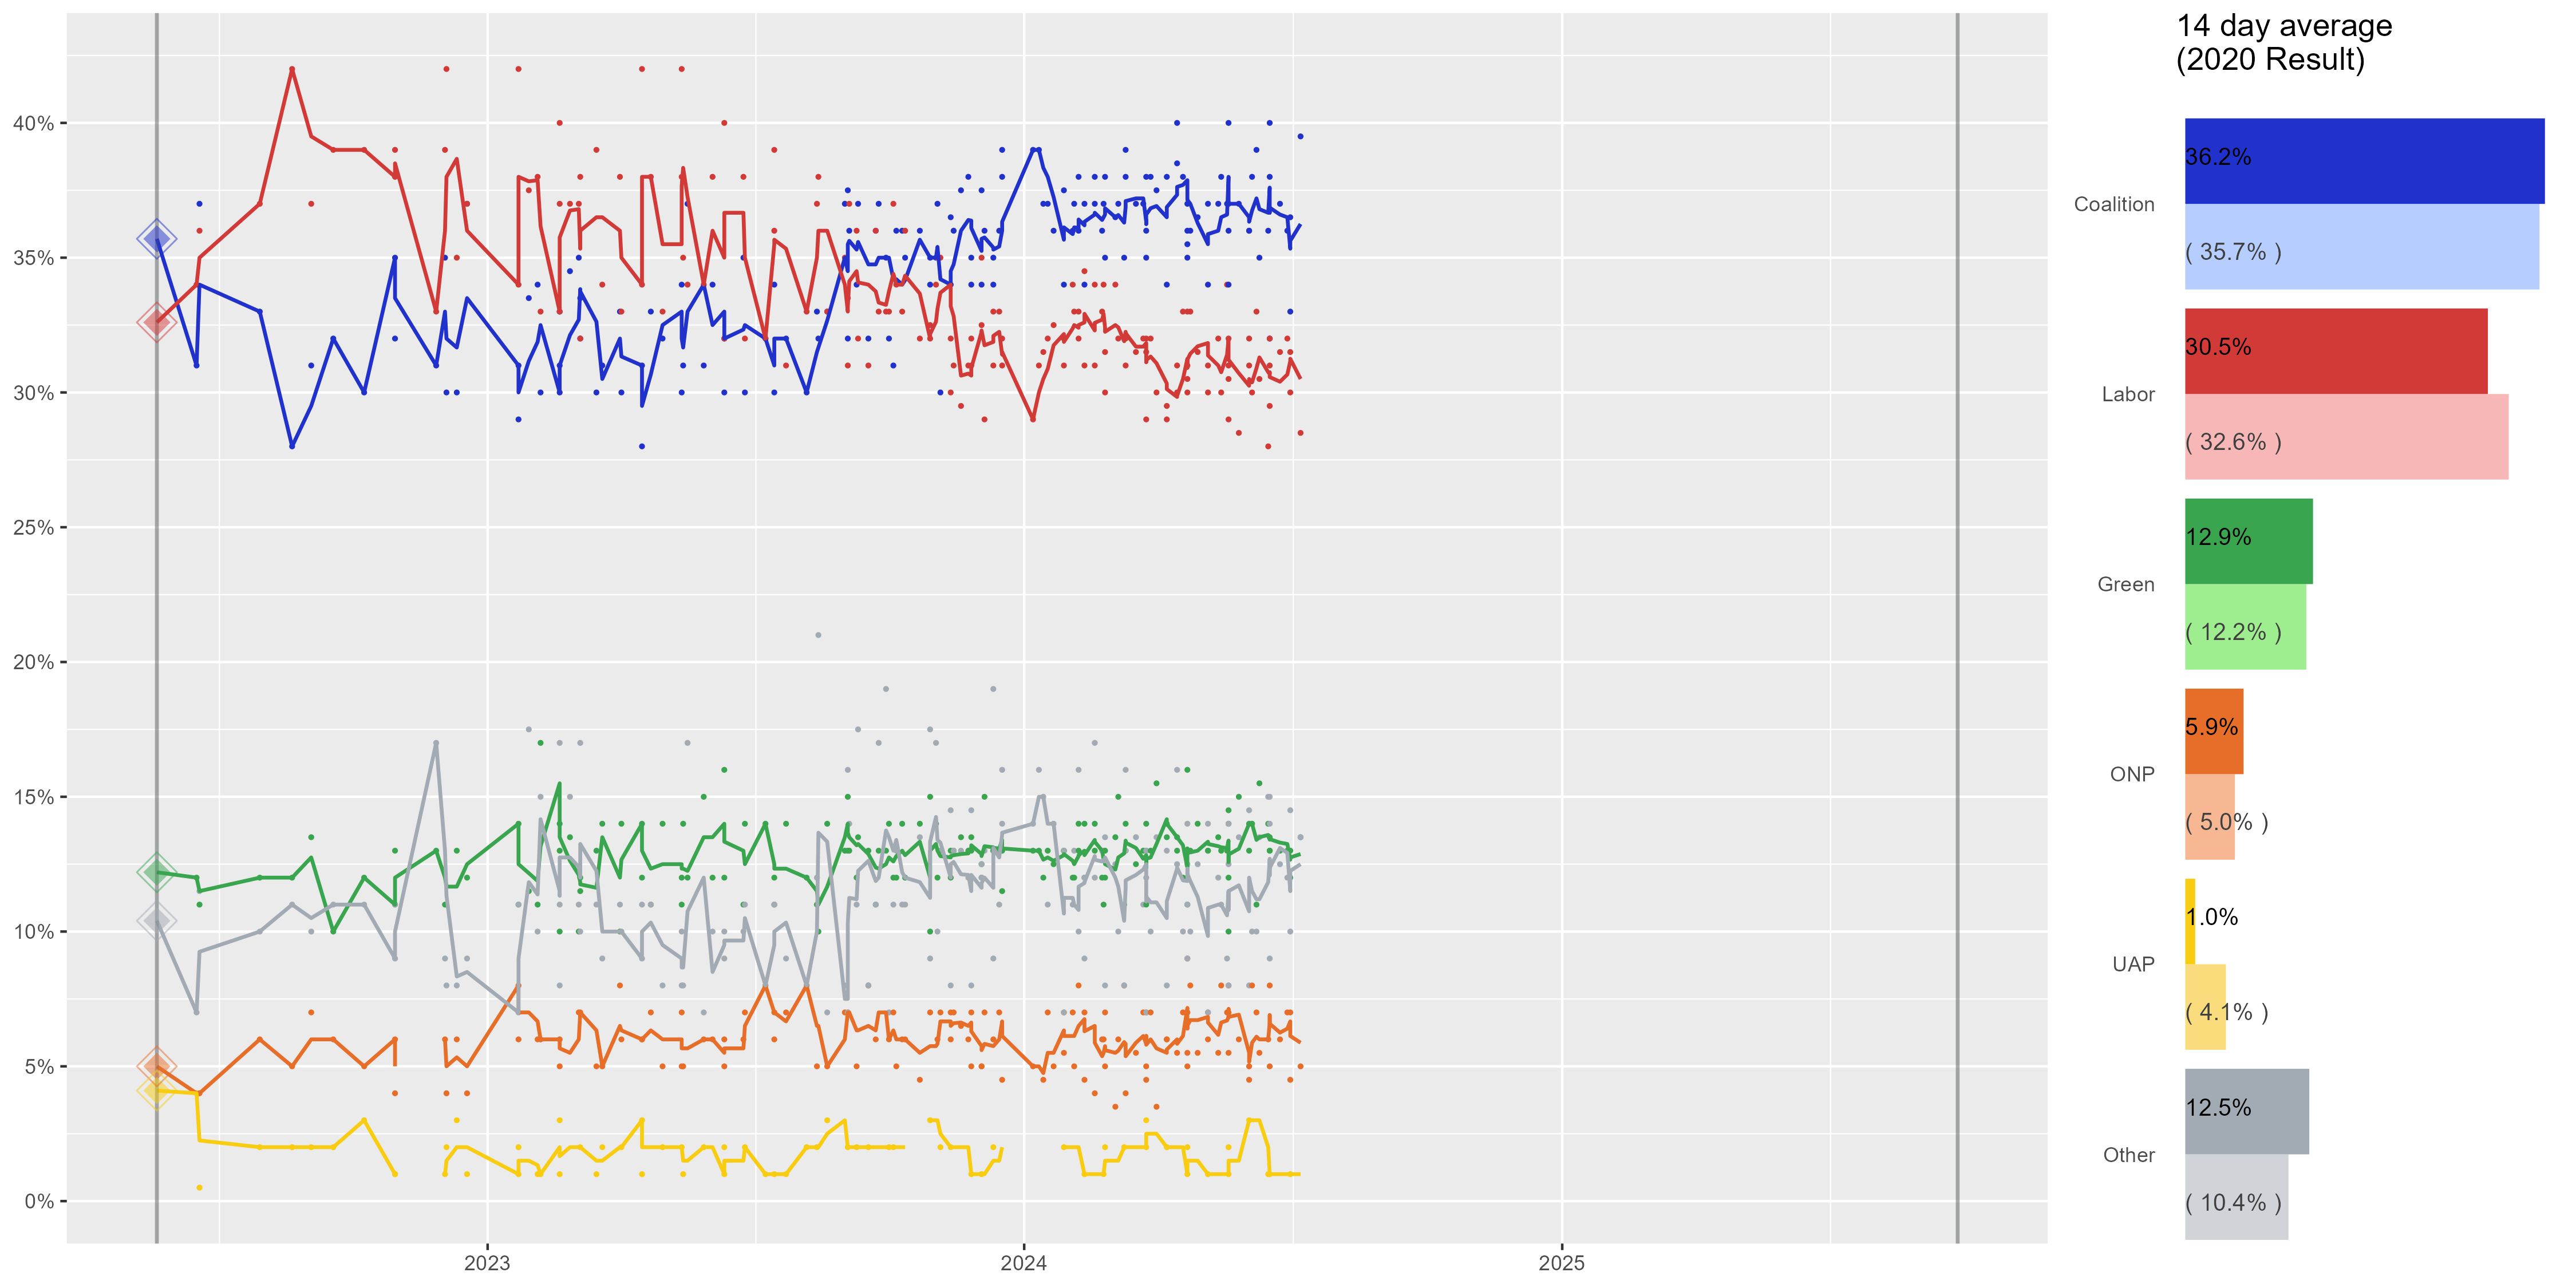 14 day average
(2020 Result)
40%
35%
30%
25%
20%
15%
10%
5%
0%
2023
2024
2025
Coalition
36.2%
( 35.7% )
Labor
30.5%
( 32.6% )
Green
12.9%
( 12.2% )
ONP
5.9%
( 5.0% )
UAP
1.0%
( 4.1% )
Other
12.5%
( 10.4% )